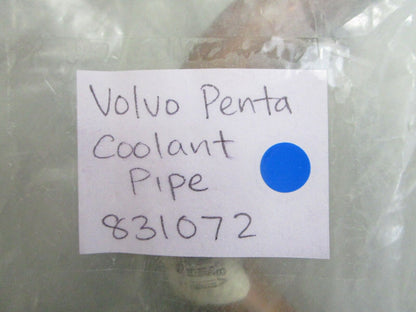 Volvo Penta
Coolant
Pipe
831072